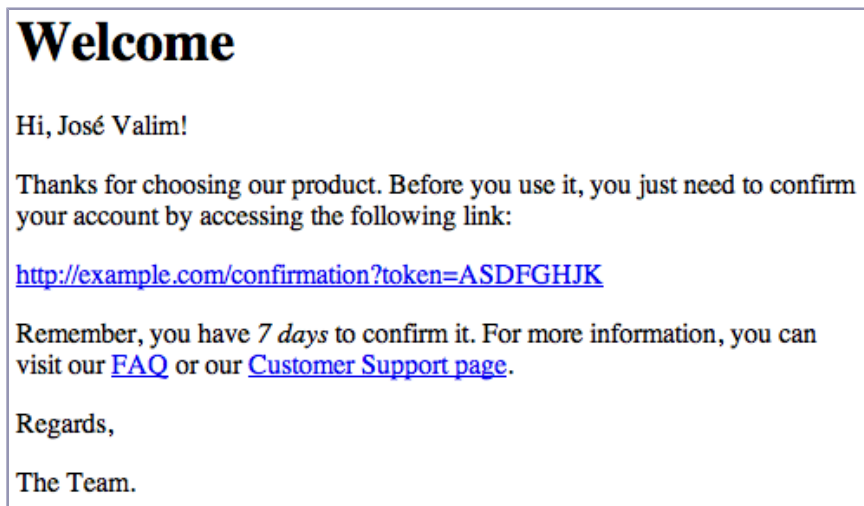 Welcome
Hi, José Valim!
Thanks for choosing our product. Before you use it, you just need to confirm
your account by accessing the following link:
http://example.com/confirmation?token=ASDFGHJK
Remember, you have 7 days to confirm it. For more information, you can
visit our FAQ or our Customer Support page.
Regards,
The Team.